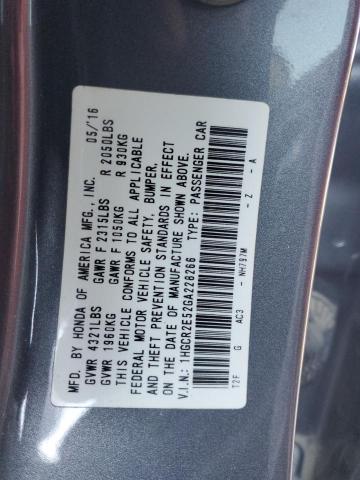 MFD. BY HONDA OF AMERICA MFG., INC. 05/'16
GVWR 4321LBS GAWR F 2315LBS R 2050LBS
GVWR 1960KG GAWR F 1050KG R 930KG
THIS VEHICLE CONFORMS TO ALL APPLICABLE
FEDERAL MOTOR VEHICLE SAFETY, BUMPER,
AND THEFT PREVENTION STANDARDS IN EFFECT
ON THE DATE OF MANUFACTURE SHOWN ABOVE.
V.I.N.: 1HGCR2E52GA228266 TYPE: PASSENGER CAR
T2F G AC3 - NH797M - Z - A